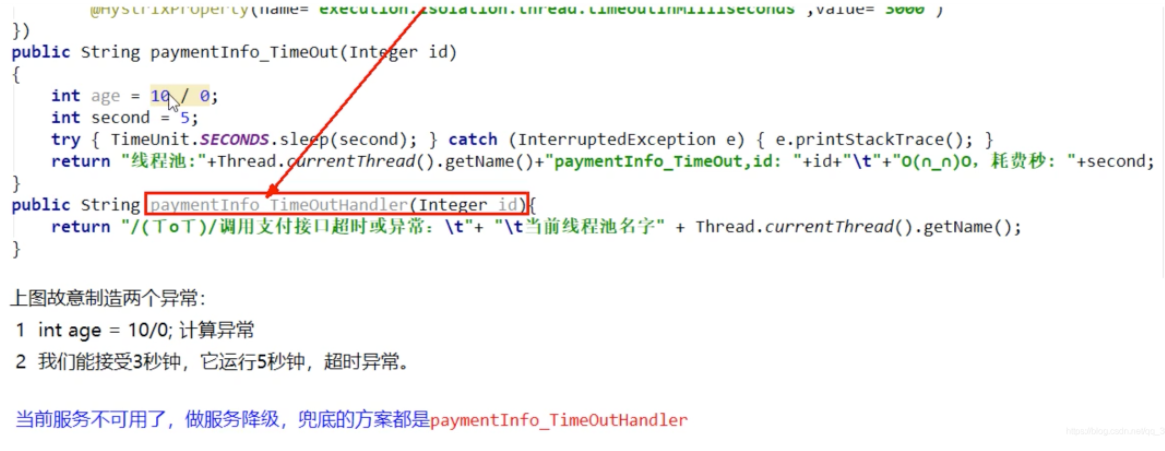 @HystrixProperty(name="execution.isolation.thread.timeoutInMilliseconds",value="3000")
})
public String paymentInfo_TimeOut(Integer id)
{
int age = 10 / 0;
int second = 5;
try { TimeUnit.SECONDS.sleep(second); } catch (InterruptedException e) { e.printStackTrace(); }
return "线程池:"+Thread.currentThread().getName()+"paymentInfo_TimeOut,id: "+id+"\t"+"O(∩_∩)O，耗费秒: "+second;
}
public String paymentInfo_TimeOutHandler(Integer id){
return "/(ㄒoㄒ)/调用支付接口超时或异常：\t"+ "\t当前线程池名字" + Thread.currentThread().getName();
}
上图故意制造两个异常：
1 int age = 10/0; 计算异常
2 我们能接受3秒钟，它运行5秒钟，超时异常。
当前服务不可用了，做服务降级，兜底的方案都是paymentInfo_TimeOutHandler